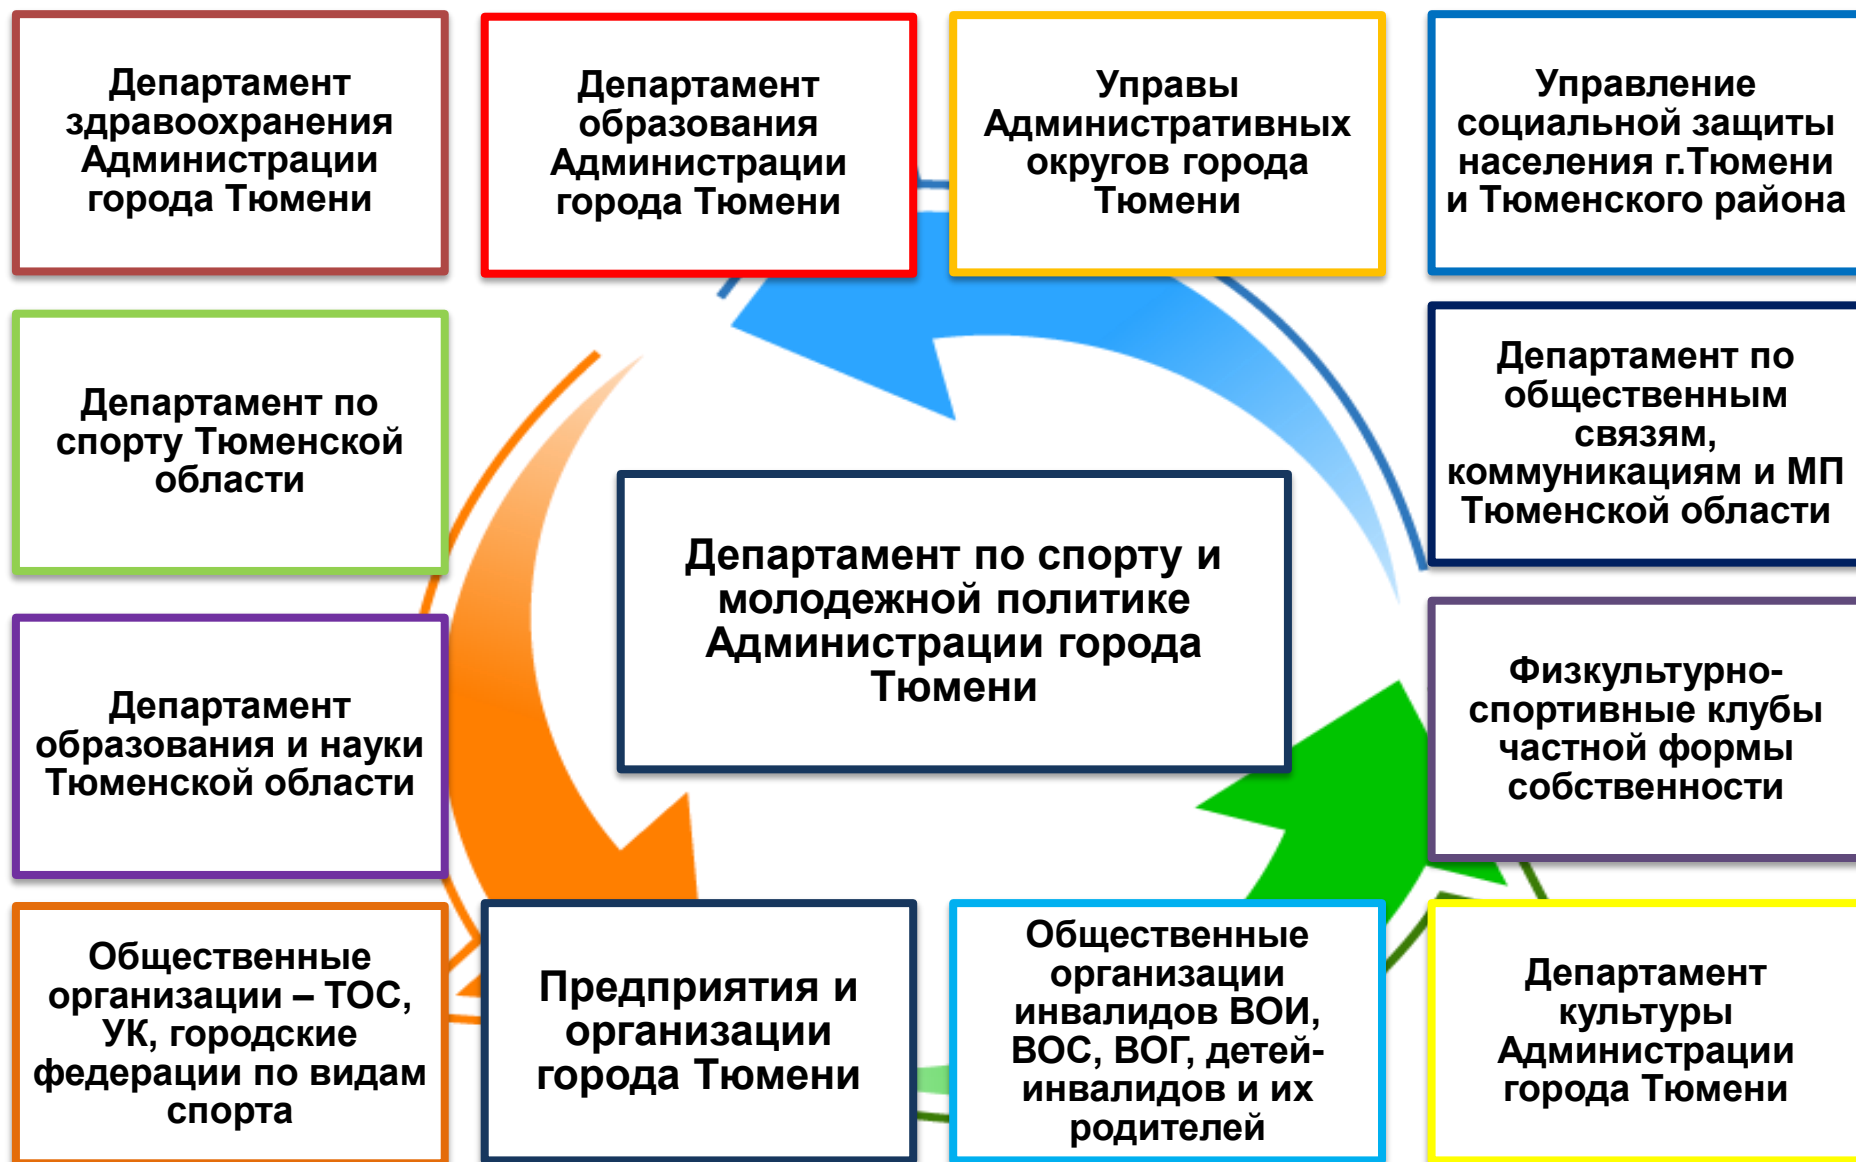 Департамент
здравоохранения
Администрации
города Тюмени
Департамент
образования
Администрации
города Тюмени
Управы
Административных
округов города
Тюмени
Управление
социальной защиты
населения г.Тюмени
и Тюменского района
Департамент по
спорту Тюменской
области
Департамент по
общественным
связям,
коммуникациям и МП
Тюменской области
Департамент по спорту и
молодежной политике
Администрации города
Тюмени
Департамент
образования и науки
Тюменской области
Физкультурно-
спортивные клубы
частной формы
собственности
Общественные
организации – ТОС,
УК, городские
федерации по видам
спорта
Предприятия и
организации
города Тюмени
Общественные
организации
инвалидов ВОИ,
ВОС, ВОГ, детей-
инвалидов и их
родителей
Департамент
культуры
Администрации
города Тюмени